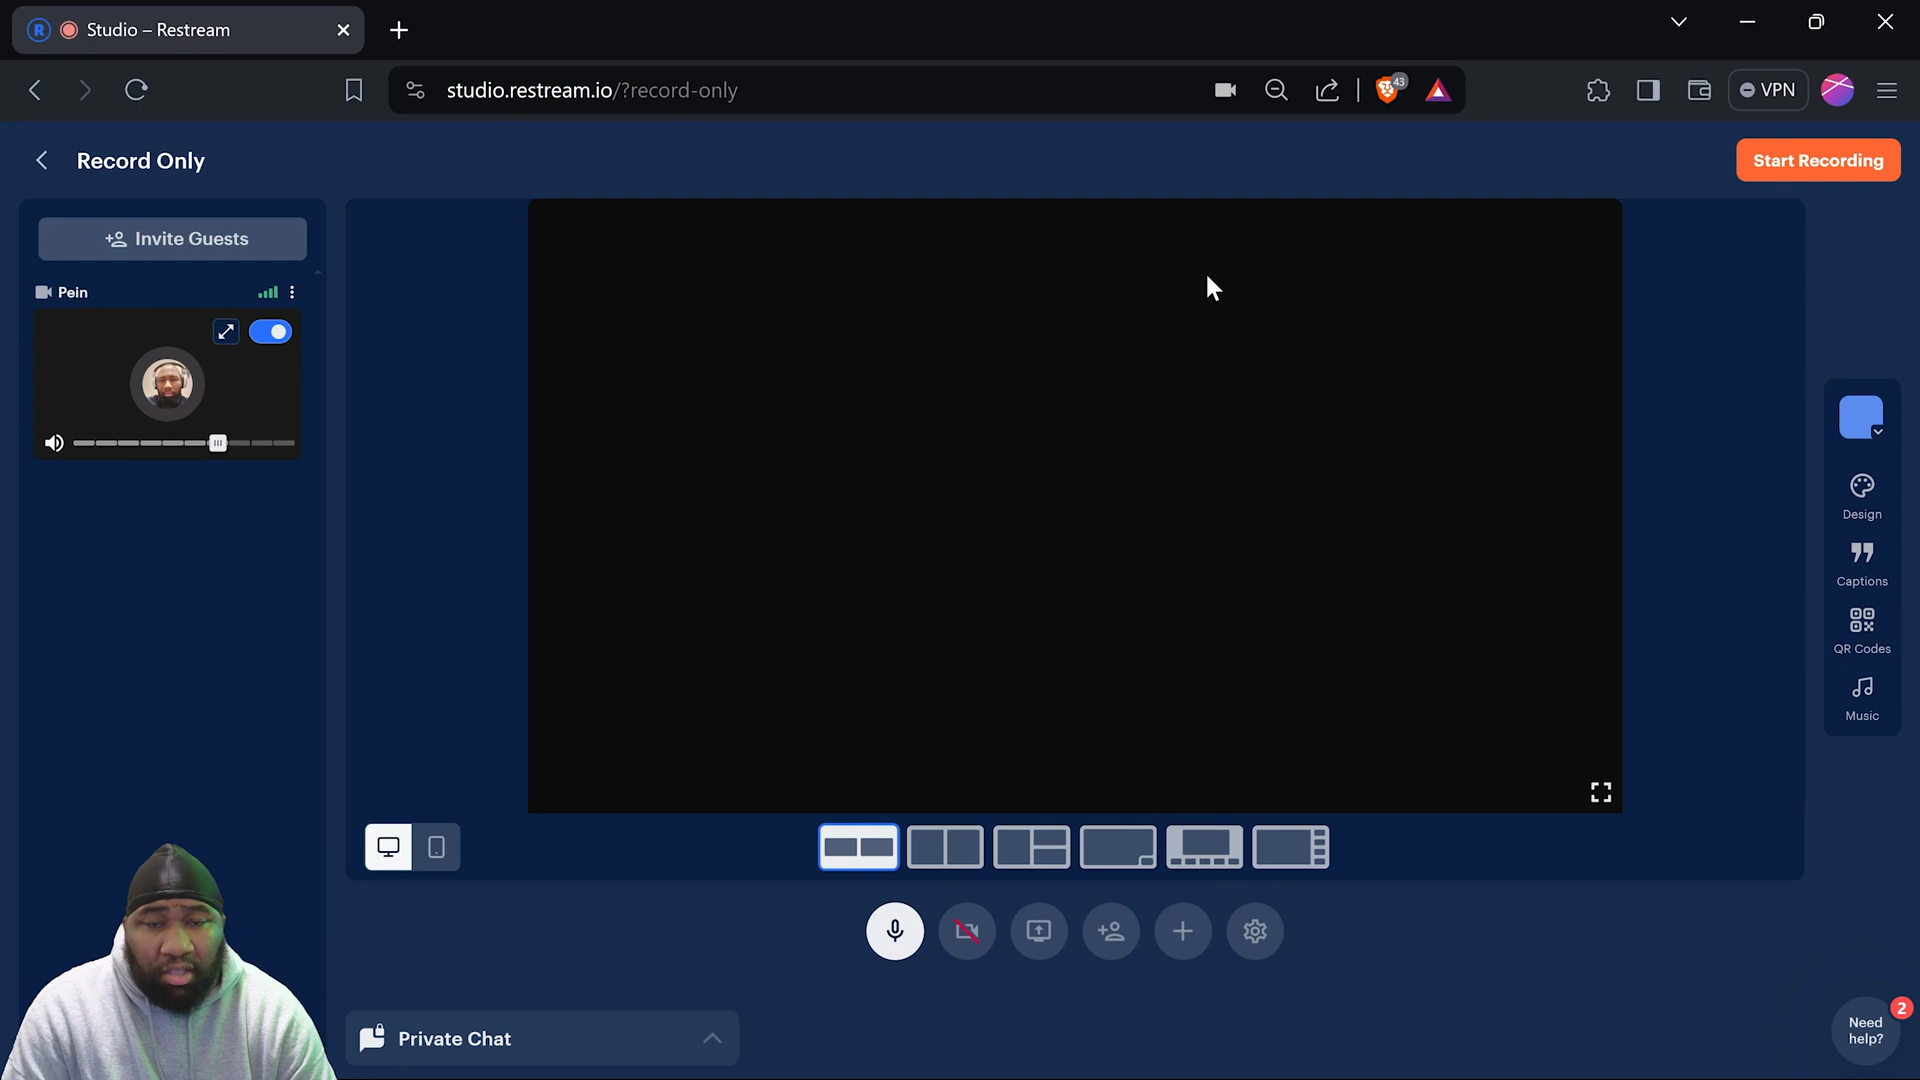 R Studio – Restream
studio.restream.io/?record-only
43
VPN
Record Only
Start Recording
Invite Guests
Pein
Design
Captions
QR Codes
Music
Private Chat
2
Need
help?